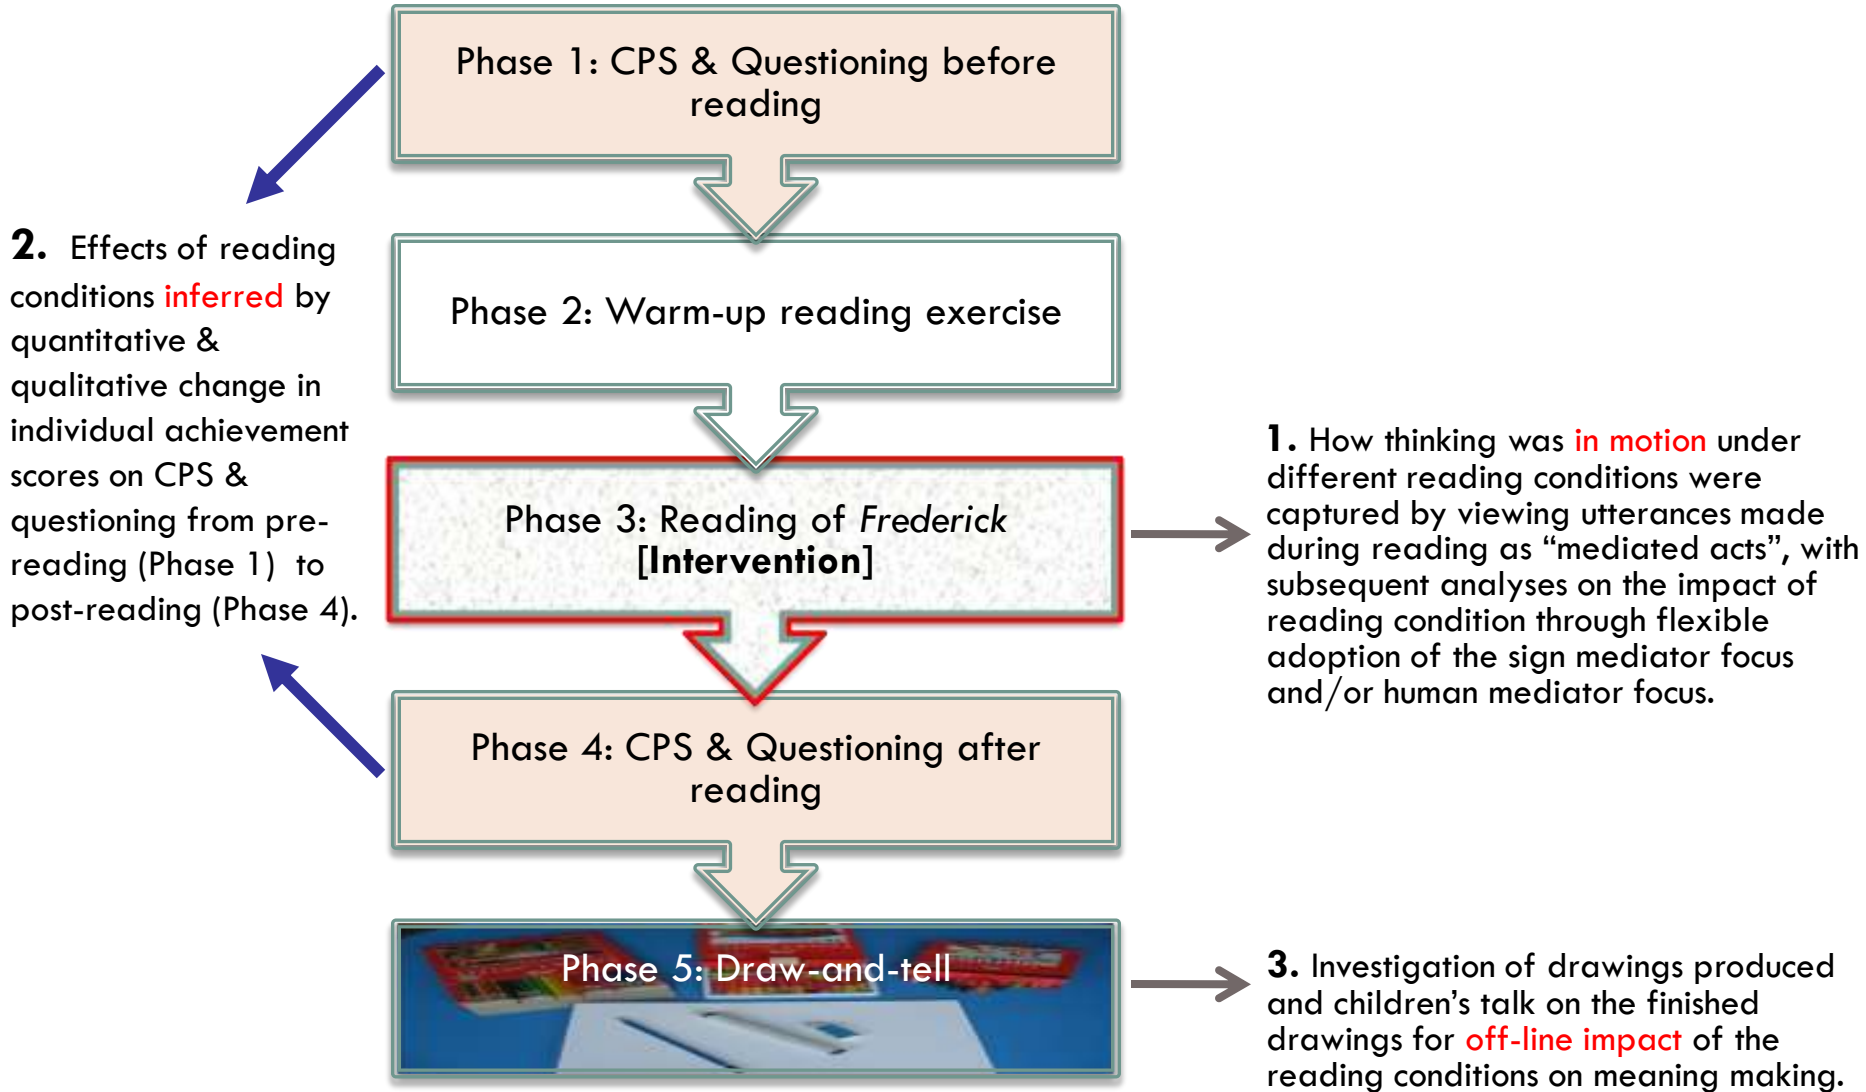 Phase 1: CPS & Questioning before
reading
Phase 2: Warm-up reading exercise
Phase 3: Reading of Frederick
[Intervention]
Phase 4: CPS & Questioning after
reading
Phase 5: Draw-and-tell
2. Effects of reading
conditions inferred by
quantitative &
qualitative change in
individual achievement
scores on CPS &
questioning from pre-
reading (Phase 1) to
post-reading (Phase 4).
1. How thinking was in motion under
different reading conditions were
captured by viewing utterances made
during reading as “mediated acts”, with
subsequent analyses on the impact of
reading condition through flexible
adoption of the sign mediator focus
and/or human mediator focus.
3. Investigation of drawings produced
and children’s talk on the finished
drawings for off-line impact of the
reading conditions on meaning making.